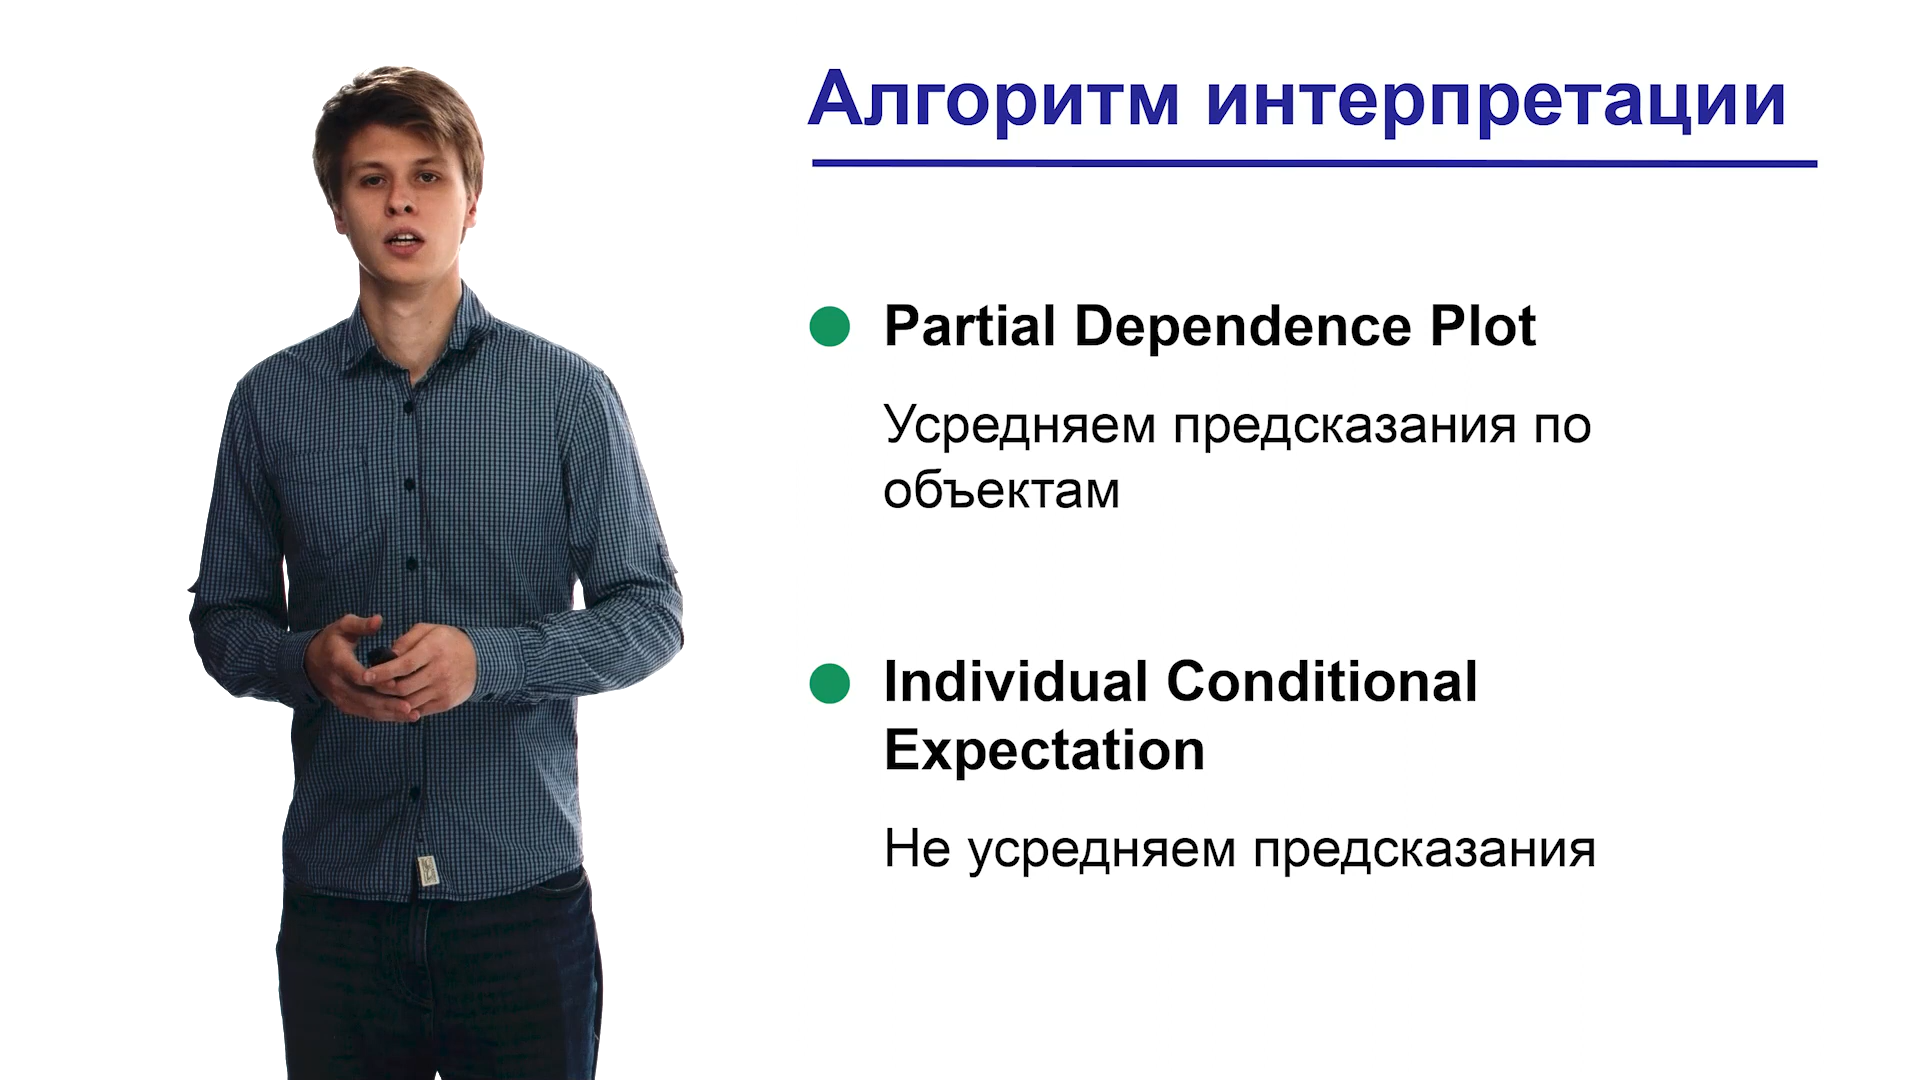 Алгоритм интерпретации
Partial Dependence Plot
Усредняем предсказания по
объектам
Individual Conditional
Expectation
Не усредняем предсказания